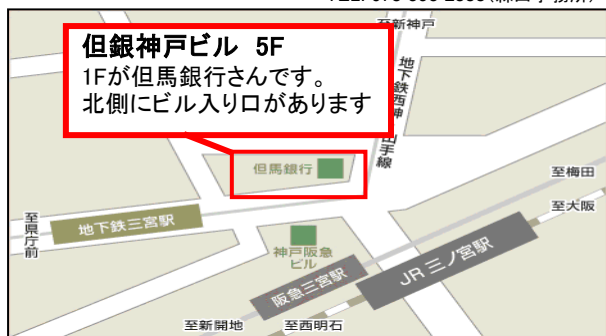 至新神戸
但銀神戸ビル 5F
1Fが但馬銀行さんです。
北側にビル入り口があります
地下鉄西神
山手線
但馬銀行
至梅田
至大阪
至県庁前
地下鉄三宮駅
神戸阪急
ビル
阪急三宮駅
JR 三ノ宮駅
至新開地
至西明石